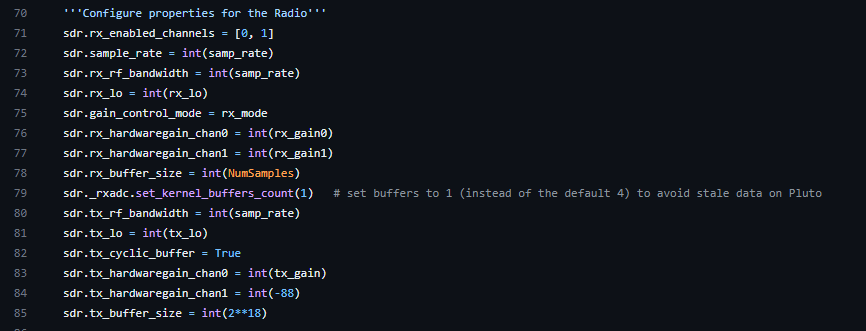 70 '''Configure properties for the Radio'''
71 sdr.rx_enabled_channels = [0, 1]
72 sdr.sample_rate = int(samp_rate)
73 sdr.rx_rf_bandwidth = int(samp_rate)
74 sdr.rx_lo = int(rx_lo)
75 sdr.gain_control_mode = rx_mode
76 sdr.rx_hardwaregain_chan0 = int(rx_gain0)
77 sdr.rx_hardwaregain_chan1 = int(rx_gain1)
78 sdr.rx_buffer_size = int(NumSamples)
79 sdr._rxadc.set_kernel_buffers_count(1) # set buffers to 1 (instead of the default 4) to avoid stale data on Pluto
80 sdr.tx_rf_bandwidth = int(samp_rate)
81 sdr.tx_lo = int(tx_lo)
82 sdr.tx_cyclic_buffer = True
83 sdr.tx_hardwaregain_chan0 = int(tx_gain)
84 sdr.tx_hardwaregain_chan1 = int(-88)
85 sdr.tx_buffer_size = int(2**18)